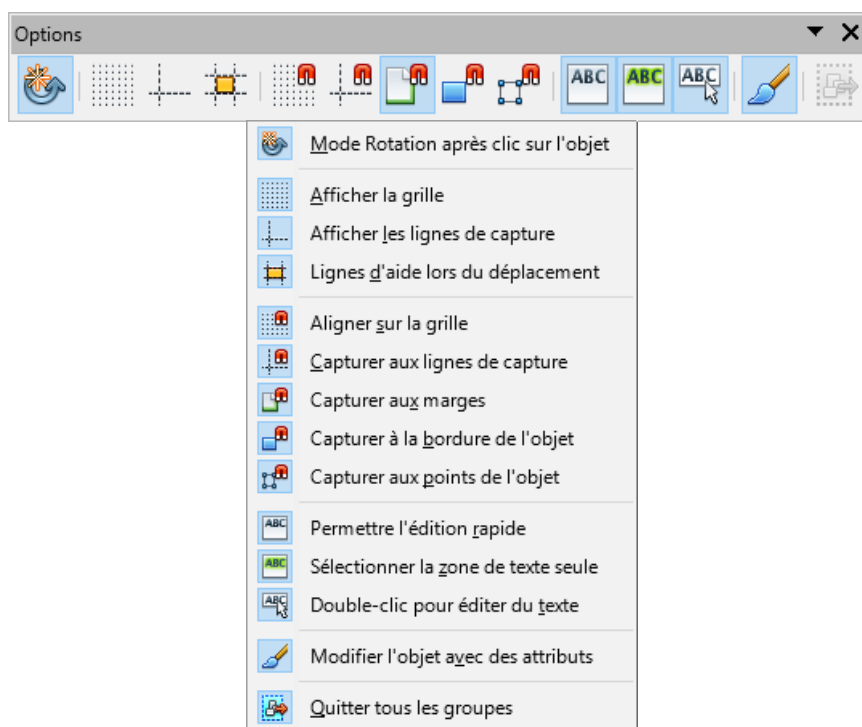 Options
ABC ABC ABC
Mode Rotation après clic sur l'objet
Afficher la grille
Afficher les lignes de capture
Lignes d'aide lors du déplacement
Aligner sur la grille
Capturer aux lignes de capture
Capturer aux marges
Capturer à la bordure de l'objet
Capturer aux points de l'objet
ABC Permettre l'édition rapide
ABC Sélectionner la zone de texte seule
ABC Double-clic pour éditer du texte
Modifier l'objet avec des attributs
Quitter tous les groupes